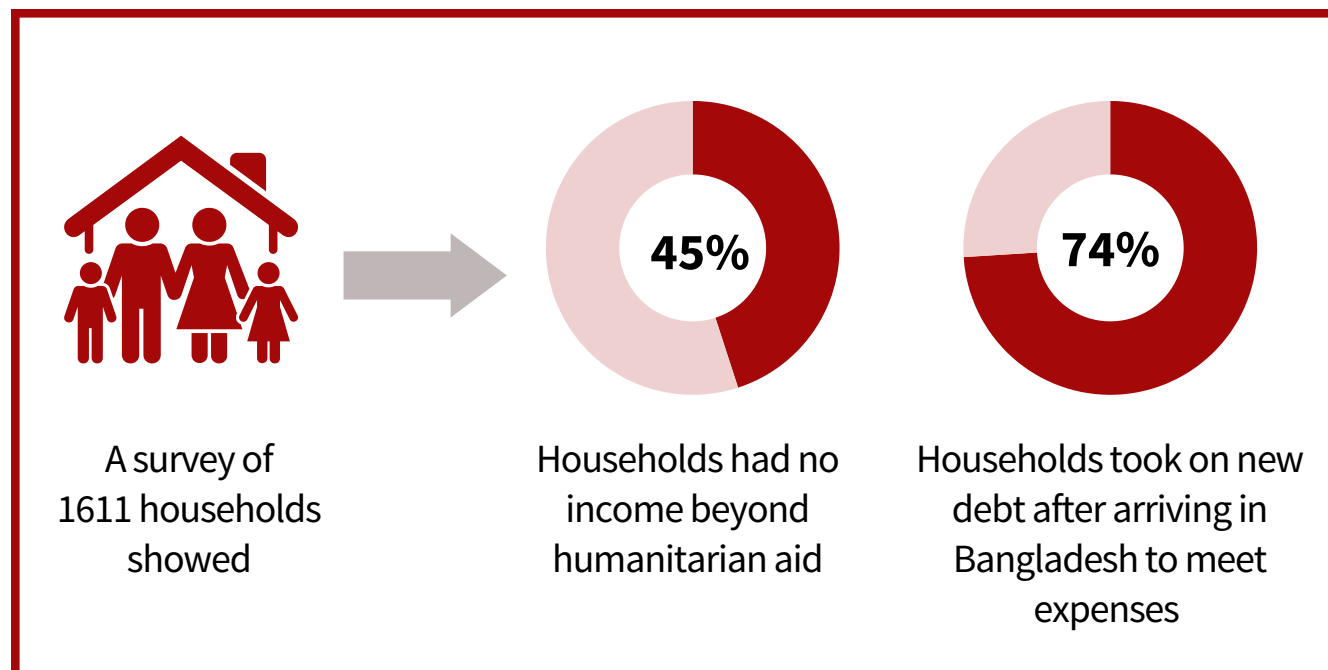 A survey of
1611 households
showed
45%
Households had no
income beyond
humanitarian aid
74%
Households took on new
debt after arriving in
Bangladesh to meet
expenses